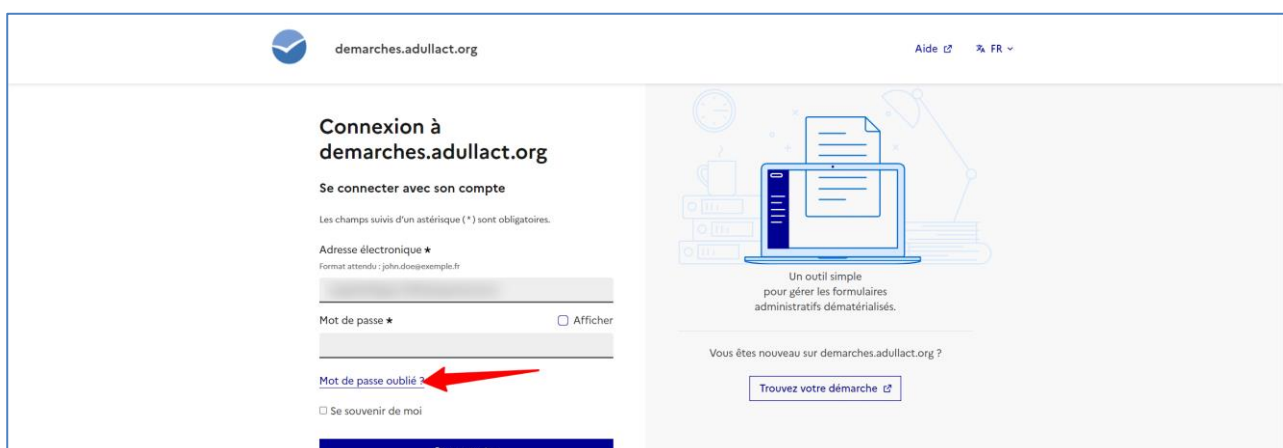 demarches.adullact.org
Aide
FR
Connexion à
demarches.adullact.org
Se connecter avec son compte
Les champs suivis d'un astérisque (*) sont obligatoires.
Adresse électronique *
Format attendu : john.doe@exemple.fr
Mot de passe *
Afficher
Mot de passe oublié ?
Se souvenir de moi
Un outil simple
pour gérer les formulaires
administratifs dématérialisés.
Vous êtes nouveau sur demarches.adullact.org ?
Trouvez votre démarche